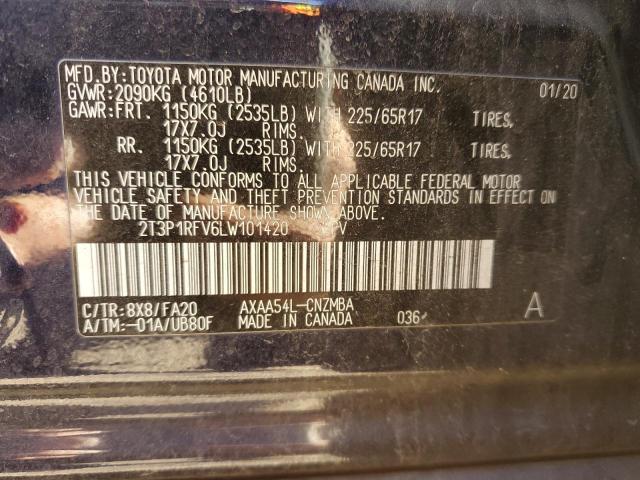 MFD.BY:TOYOTA MOTOR MANUFACTURING CANADA INC.
GVWR:2090KG (4610LB) 01/20
GAWR:FRT. 1150KG (2535LB) WITH 225/65R17 TIRES,
17X7.0J RIMS.
RR. 1150KG (2535LB) WITH 225/65R17 TIRES,
17X7.0J RIMS.
THIS VEHICLE CONFORMS TO ALL APPLICABLE FEDERAL MOTOR
VEHICLE SAFETY AND THEFT PREVENTION STANDARDS IN EFFECT ON
THE DATE OF MANUFACTURE SHOWN ABOVE.
2T3P1RFV6LW101420
C/TR:8X8/FA20 AXAA54L-CNZMBA
A/TM:-01A/UB80F MADE IN CANADA 036
A